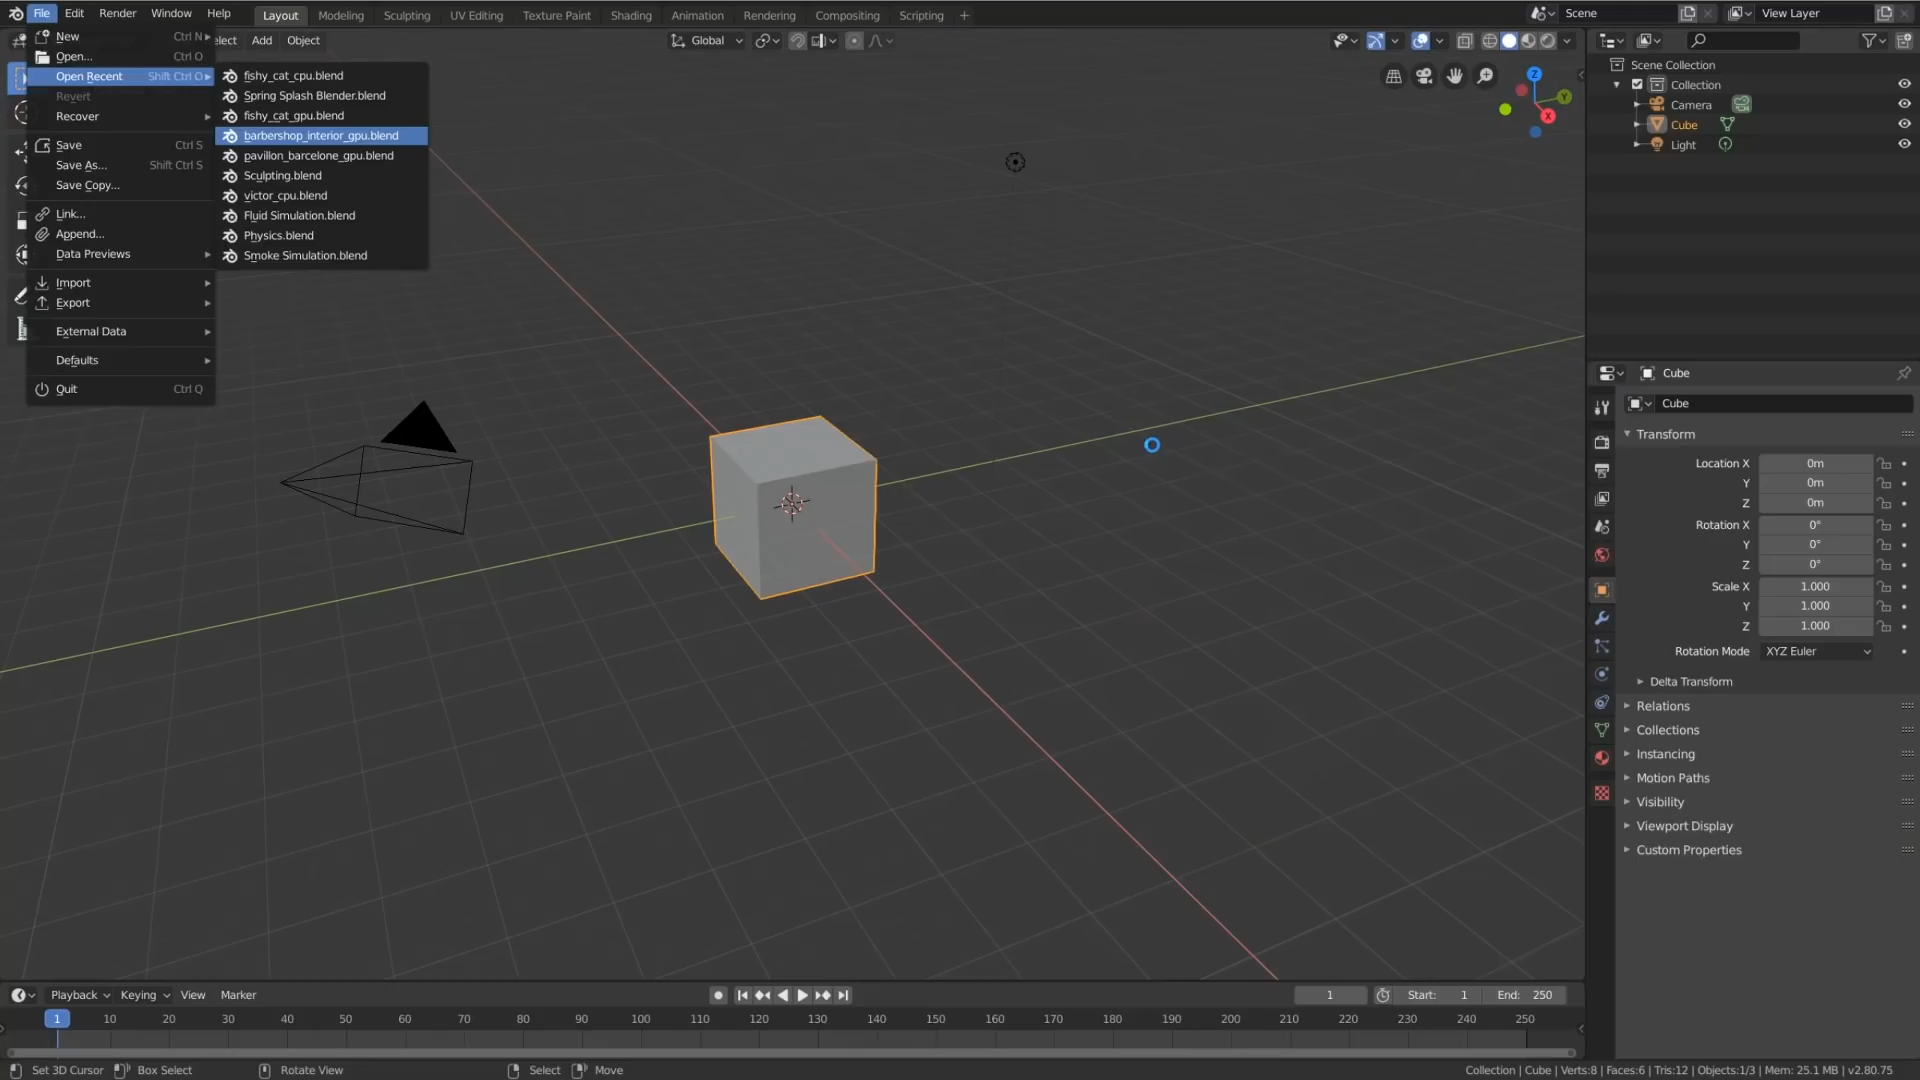 File Edit Render Window Help Layout Modeling Sculpting UV Editing Texture Paint Shading Animation Rendering Compositing Scripting + Scene View Layer
Add Object Global
New Ctrl N
Open... Ctrl O
Open Recent Shift Ctrl O
Revert
Recover
Save Ctrl S
Save As... Shift Ctrl S
Save Copy...
Link...
Append...
Data Previews
Import
Export
External Data
Defaults
Quit Ctrl Q
fishy_cat_cpu.blend
Spring Splash Blender.blend
fishy_cat_gpu.blend
barbershop_interior_gpu.blend
pavillon_barcelone_gpu.blend
Sculpting.blend
victor_cpu.blend
Fluid Simulation.blend
Physics.blend
Smoke Simulation.blend
Z
Y
X
Scene Collection
Collection
Camera
Cube
Light
Cube
Cube
Transform
Location X 0m
Y 0m
Z 0m
Rotation X 0°
Y 0°
Z 0°
Scale X 1.000
Y 1.000
Z 1.000
Rotation Mode XYZ Euler
Delta Transform
Relations
Collections
Instancing
Motion Paths
Visibility
Viewport Display
Custom Properties
Playback Keying View Marker 1 Start: 1 End: 250
1 10 20 30 40 50 60 70 80 90 100 110 120 130 140 150 160 170 180 190 200 210 220 230 240 250
Set 3D Cursor Box Select Rotate View Select Move Collection | Cube | Verts:8 | Faces:6 | Tris:12 | Objects:1/3 | Mem: 25.1 MB | v2.80.75